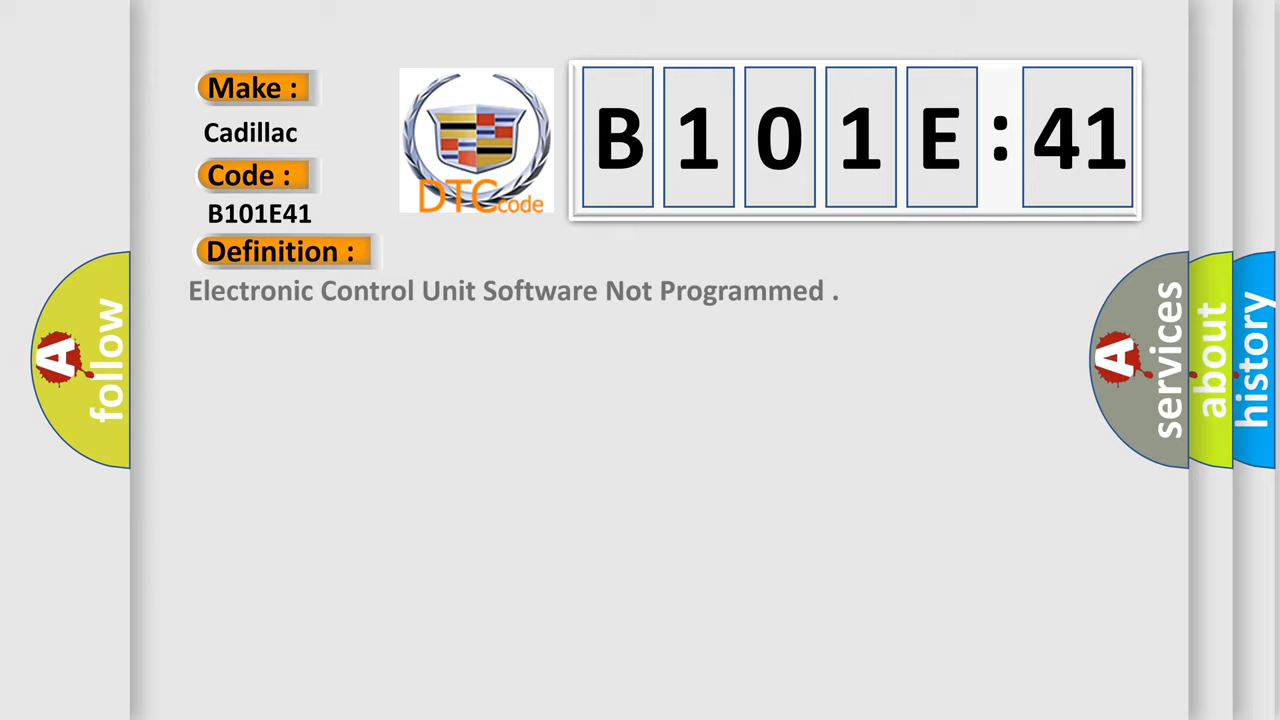 Make :
Cadillac
Code :
B101E41
Definition :
Electronic Control Unit Software Not Programmed .
DTC code
B 1 0 1 E : 41
A follow
A services
about
history